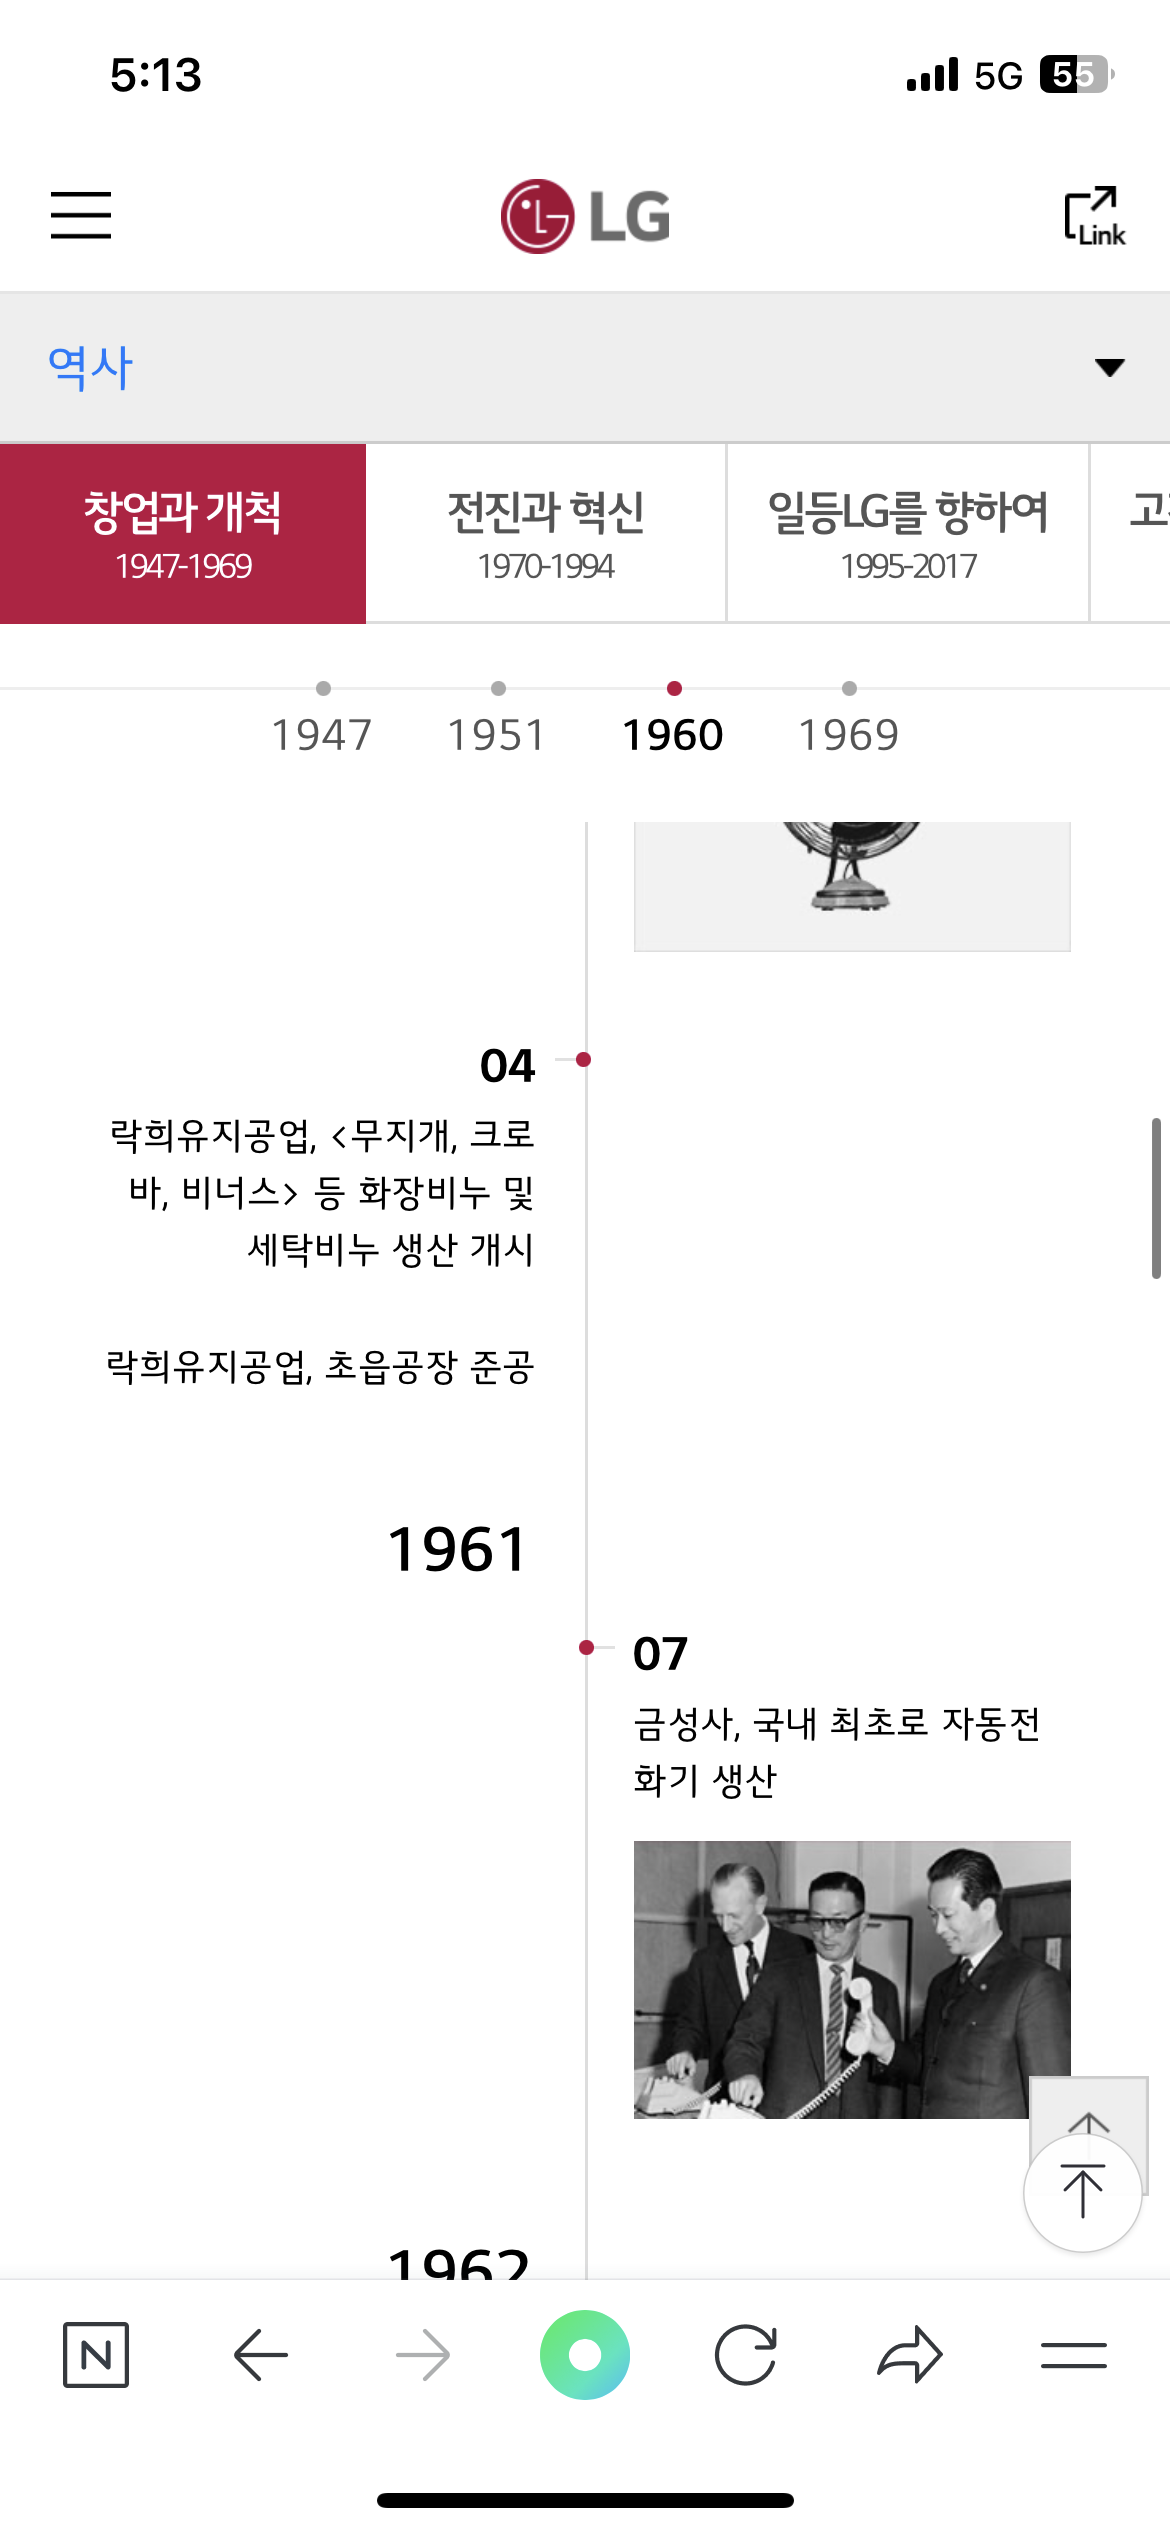 5:13
5G
55
LG
Link
역사
창업과 개척
1947-1969
전진과 혁신
1970-1994
일등LG를 향하여
1995-2017
1947
1951
1960
1969
04
락희유지공업, <무지개, 크로
바, 비너스> 등 화장비누 및
세탁비누 생산 개시
락희유지공업, 초읍공장 준공
1961
07
금성사, 국내 최초로 자동전
화기 생산
1962
N